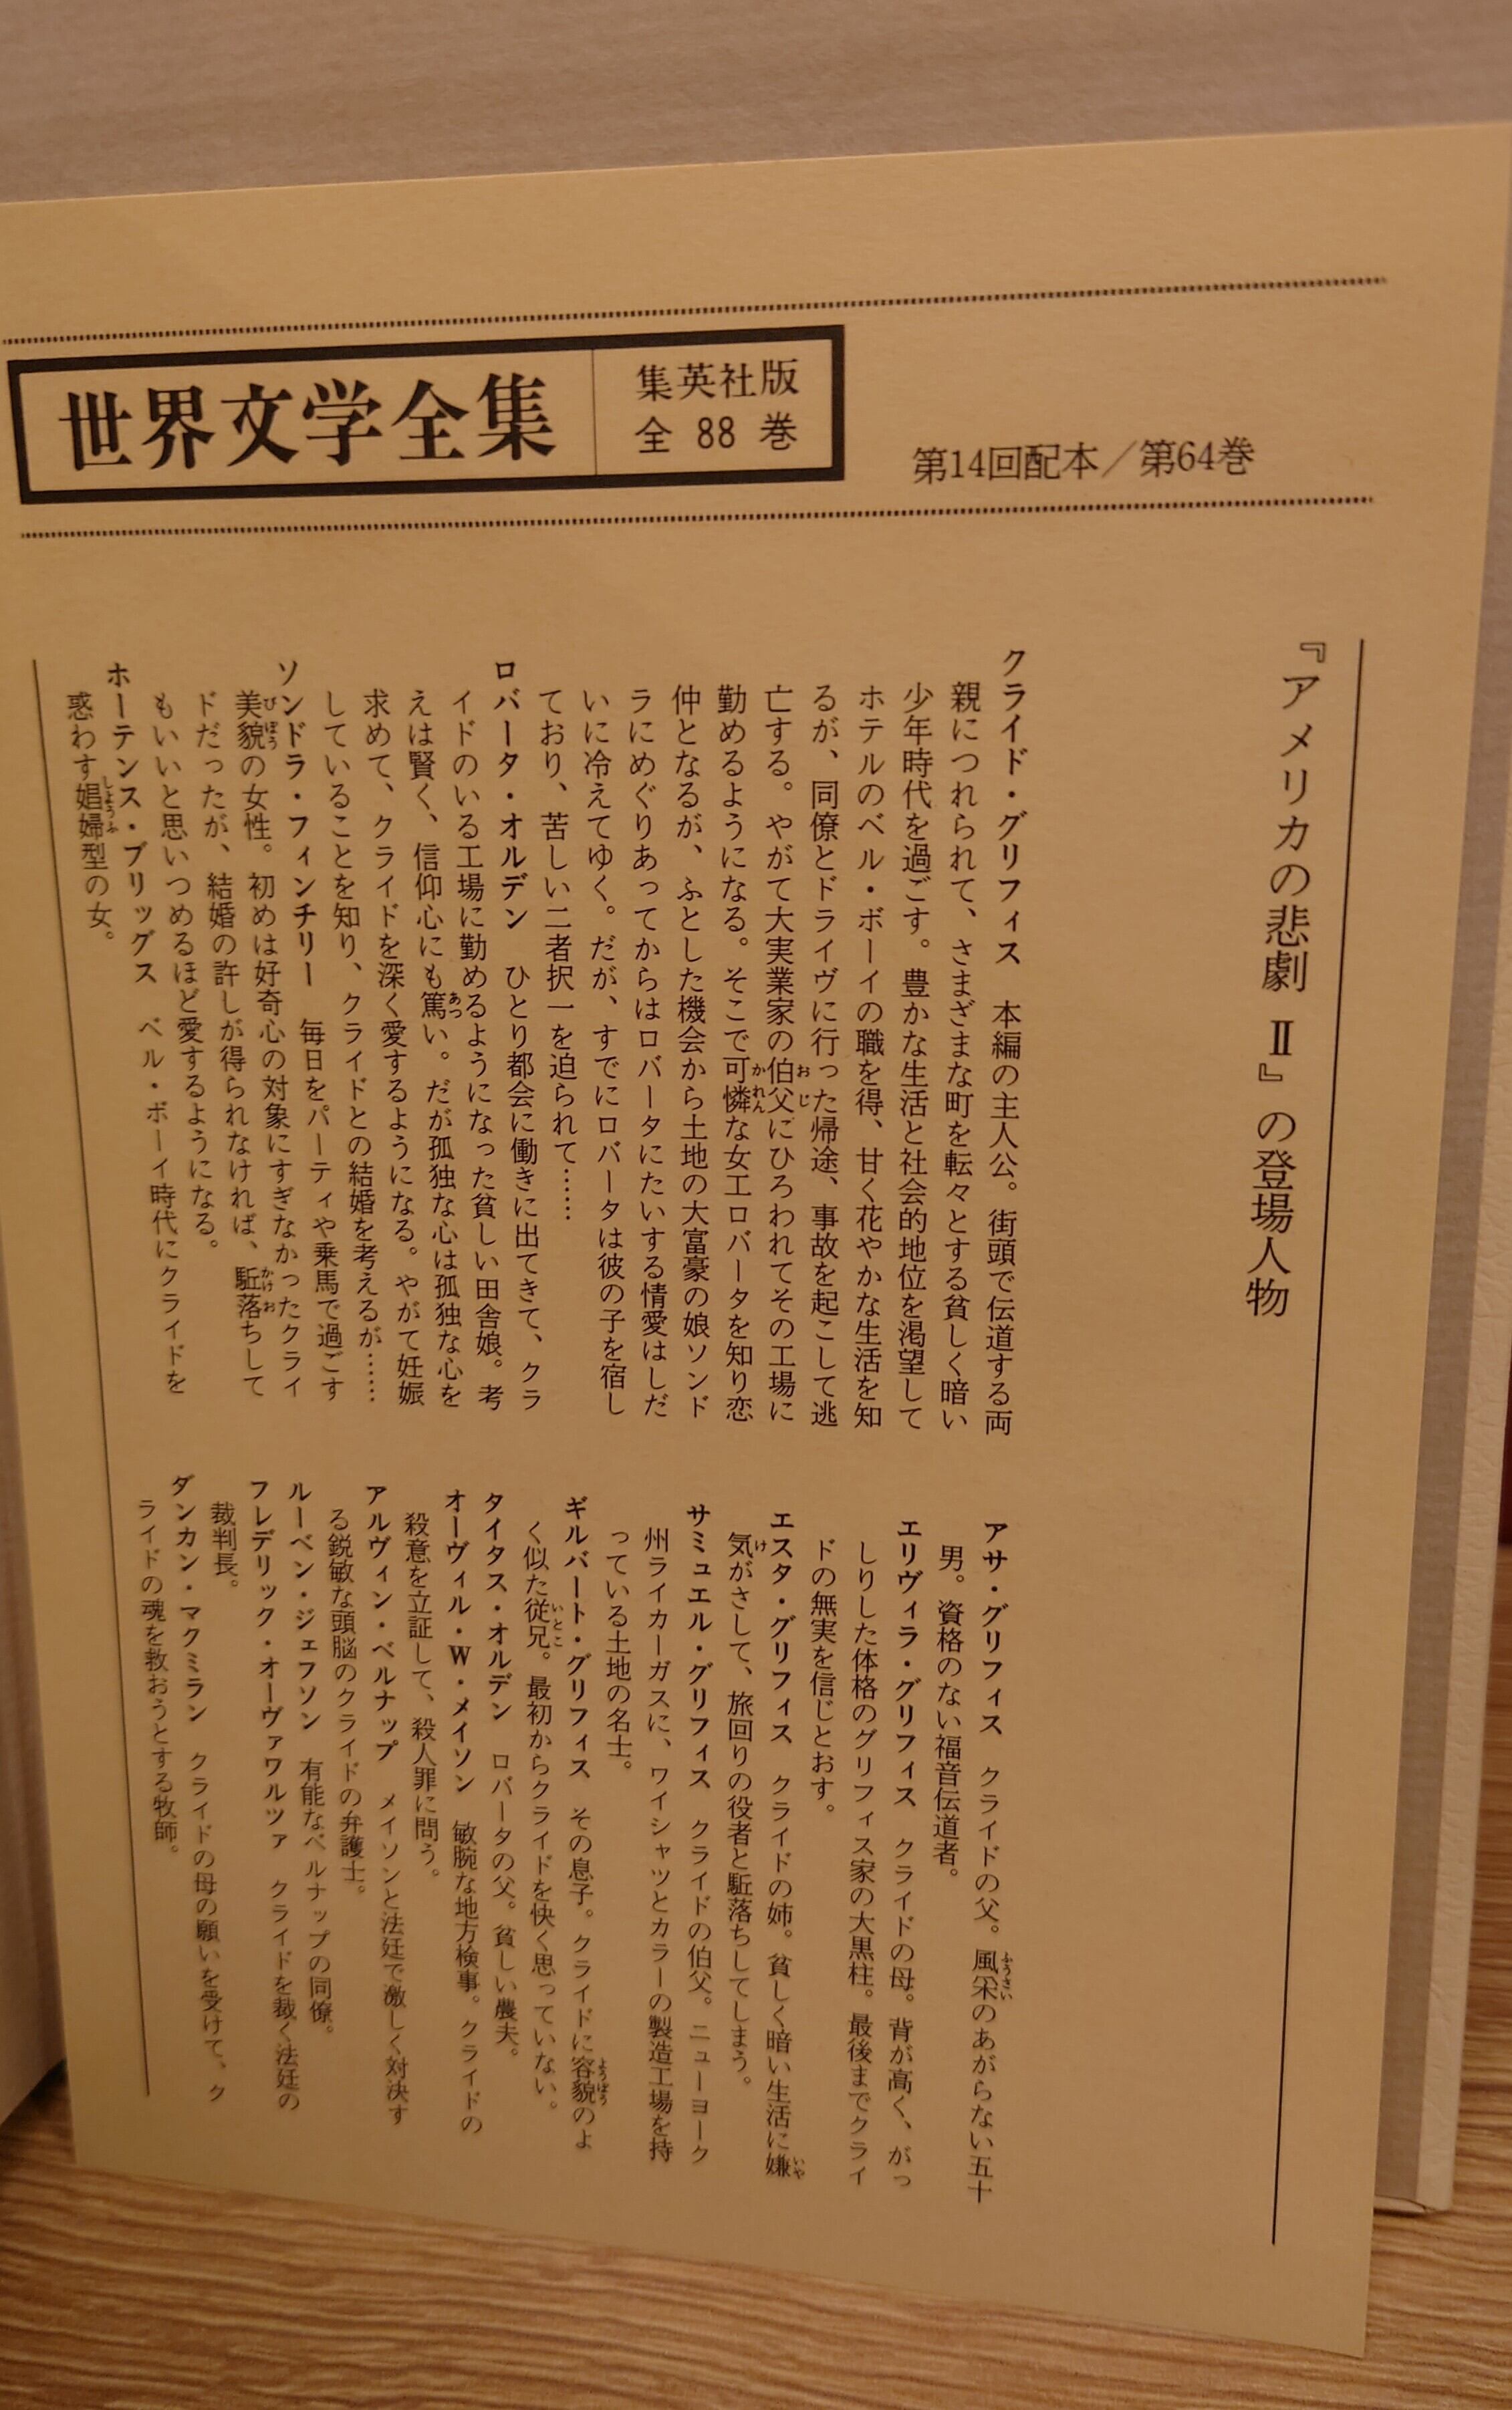 世界文学全集
集英社版
全 88 巻
第14回配本／第64巻
『アメリカの悲劇 Ⅱ』の登場人物
クライド・グリフィス　本編の主人公。街頭で伝道する両
親につれられて、さまざまな町を転々とする貧しく暗い
少年時代を過ごす。豊かな生活と社会的地位を渇望して
ホテルのベル・ボーイの職を得、甘く花やかな生活を知
るが、同僚とドライヴに行った帰途、事故を起こして逃
亡する。やがて大実業家の伯父にひろわれてその工場に
勤めるようになる。そこで可憐な女工ロバータを知り恋
仲となるが、ふとした機会から土地の大富豪の娘ソンド
ラにめぐりあってからはロバータにたいする情愛はしだ
いに冷えてゆく。だが、すでにロバータは彼の子を宿し
ており、苦しい二者択一を迫られて……
ロバータ・オルデン　ひとり都会に働きに出てきて、クラ
イドのいる工場に勤めるようになった貧しい田舎娘。考
えは賢く、信仰心にも篤い。だが孤独な心は孤独な心を
求めて、クライドを深く愛するようになる。やがて妊娠
していることを知り、クライドとの結婚を考えるが……
ソンドラ・フィンチリー　毎日をパーティや乗馬で過ごす
美貌の女性。初めは好奇心の対象にすぎなかったクライ
ドだったが、結婚の許しが得られなければ、駈落ちして
もいいと思いつめるほど愛するようになる。
ホーテンス・ブリッグス　ベル・ボーイ時代にクライドを
惑わす娼婦型の女。
アサ・グリフィス　クライドの父。風采のあがらない五十
男。資格のない福音伝道者。
エリヴィラ・グリフィス　クライドの母。背が高く、がっ
しりした体格のグリフィス家の大黒柱。最後までクライ
ドの無実を信じとおす。
エスタ・グリフィス　クライドの姉。貧しく暗い生活に嫌
気がさして、旅回りの役者と駈落ちしてしまう。
サミュエル・グリフィス　クライドの伯父。ニューヨーク
州ライカーガスに、ワイシャツとカラーの製造工場を持
っている土地の名士。
ギルバート・グリフィス　その息子。クライドに容貌のよ
く似た従兄。最初からクライドを快く思っていない。
タイタス・オルデン　ロバータの父。貧しい農夫。
オーヴィル・W・メイソン　敏腕な地方検事。クライドの
殺意を立証して、殺人罪に問う。
アルヴィン・ベルナップ　メイソンと法廷で激しく対決す
る鋭敏な頭脳のクライドの弁護士。
ルーベン・ジェフソン　有能なベルナップの同僚。
フレデリック・オーヴァワルツァ　クライドを裁く法廷の
裁判長。
ダンカン・マクミラン　クライドの母の願いを受けて、ク
ライドの魂を救おうとする牧師。